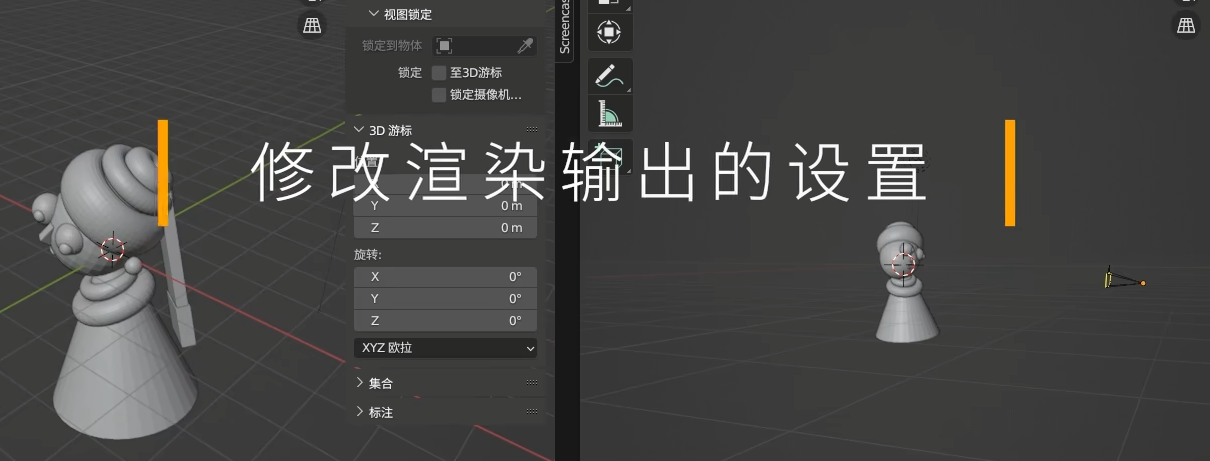 视图锁定
锁定到物体
锁定 至3D游标
锁定摄像机...
Screencas
3D 游标
修改渲染输出的设置
Y 0 m
Z 0 m
旋转:
X 0°
Y 0°
Z 0°
XYZ 欧拉
集合
标注